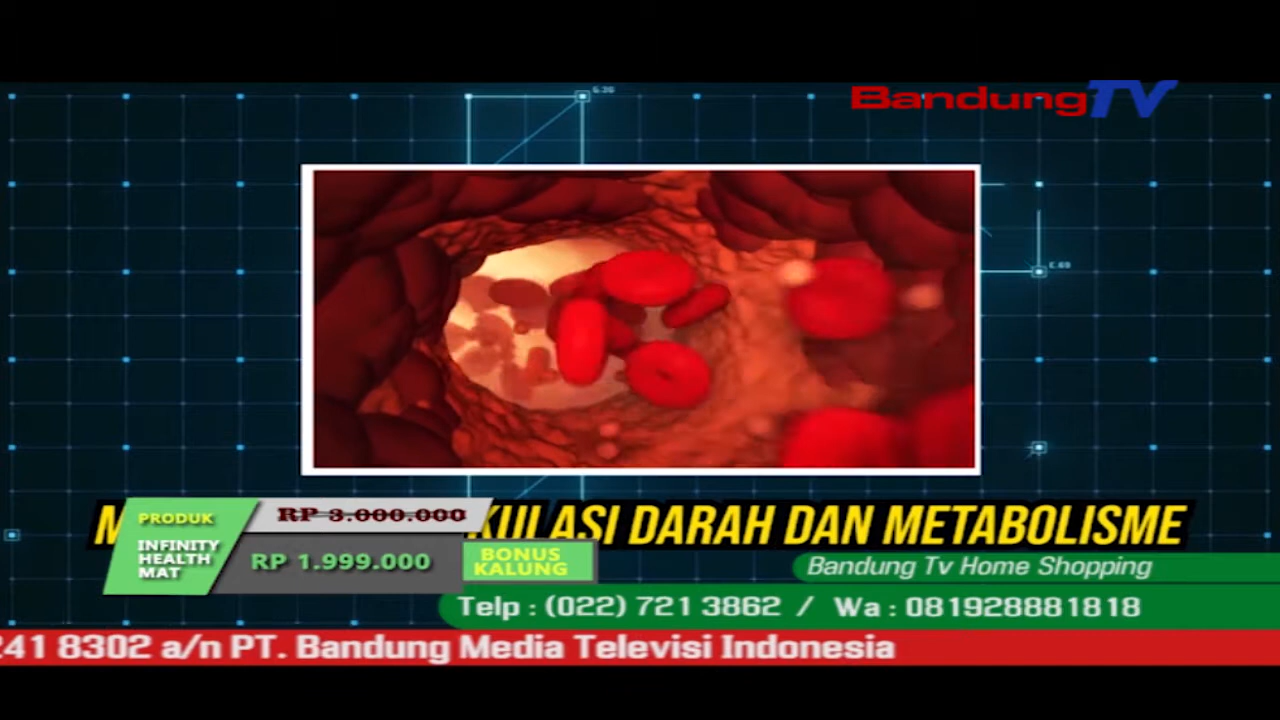 BandungTV
KULASI DARAH DAN METABOLISME
PRODUK
INFINITY
HEALTH
MAT
RP 3.000.000
RP 1.999.000
BONUS
KALUNG
Bandung Tv Home Shopping
Telp : (022) 721 3862 / Wa : 081928881818
241 8302 a/n PT. Bandung Media Televisi Indonesia